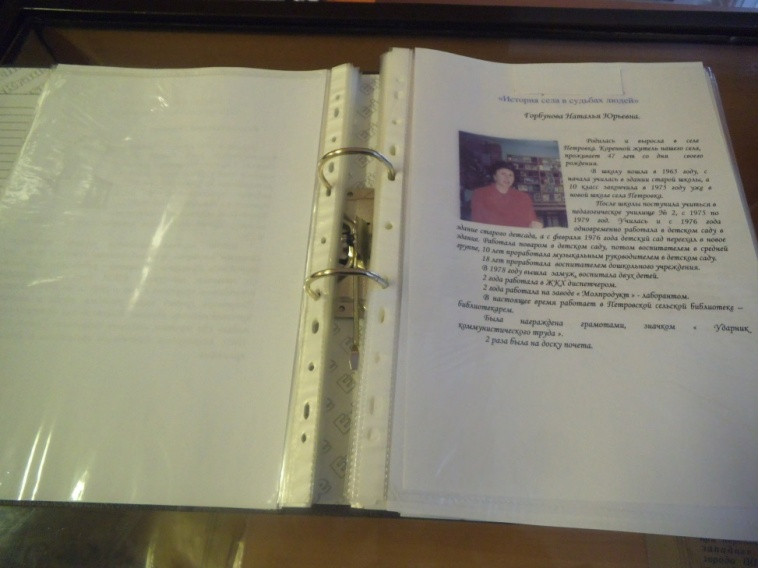 «История села в судьбах людей»
Горбунова Наталья Юрьевна.
Родилась и выросла в селе
Петровка. Коренной житель нашего села,
проживает 47 лет со дня своего
рождения.
В школу пошла в 1965 году, с
начала училась в здании старой школы, а
10 класс закончила в 1975 году уже в
новой школе села Петровка.
После школы поступила учиться в
педагогическое училище № 2, с 1975 по
1979 год. Училась и с 1976 года
одновременно работала в детском саду в
здание старого детсада, а с февраля 1976 года детский сад переехал в новое
здание. Работала поваром в детском саду, потом воспитателем в средней
группе, 10 лет проработала музыкальным руководителем в детском саду.
16 лет проработала воспитателем дошкольного учреждения.
В 1978 году вышла замуж, воспитала двух детей.
2 года работала в ЖКХ диспетчером.
2 года работала на заводе « Молпродукт » - лаборантом.
В настоящее время работает в Петровской сельской библиотеке –
библиотекарем.
Была награждена грамотами, значком « Ударник
коммунистического труда ».
2 раза была на доску почета.